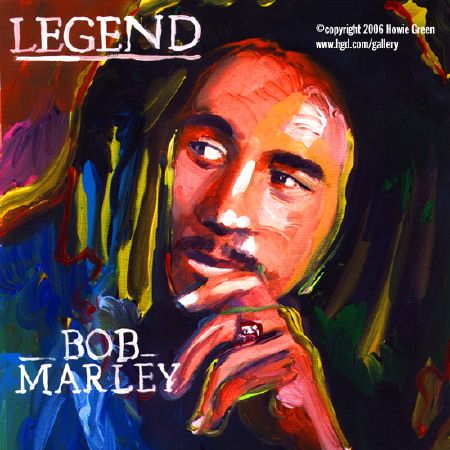 LEGEND
©copyright 2006 Howie Green
www.hgd.com/gallery
BOB
MARLEY